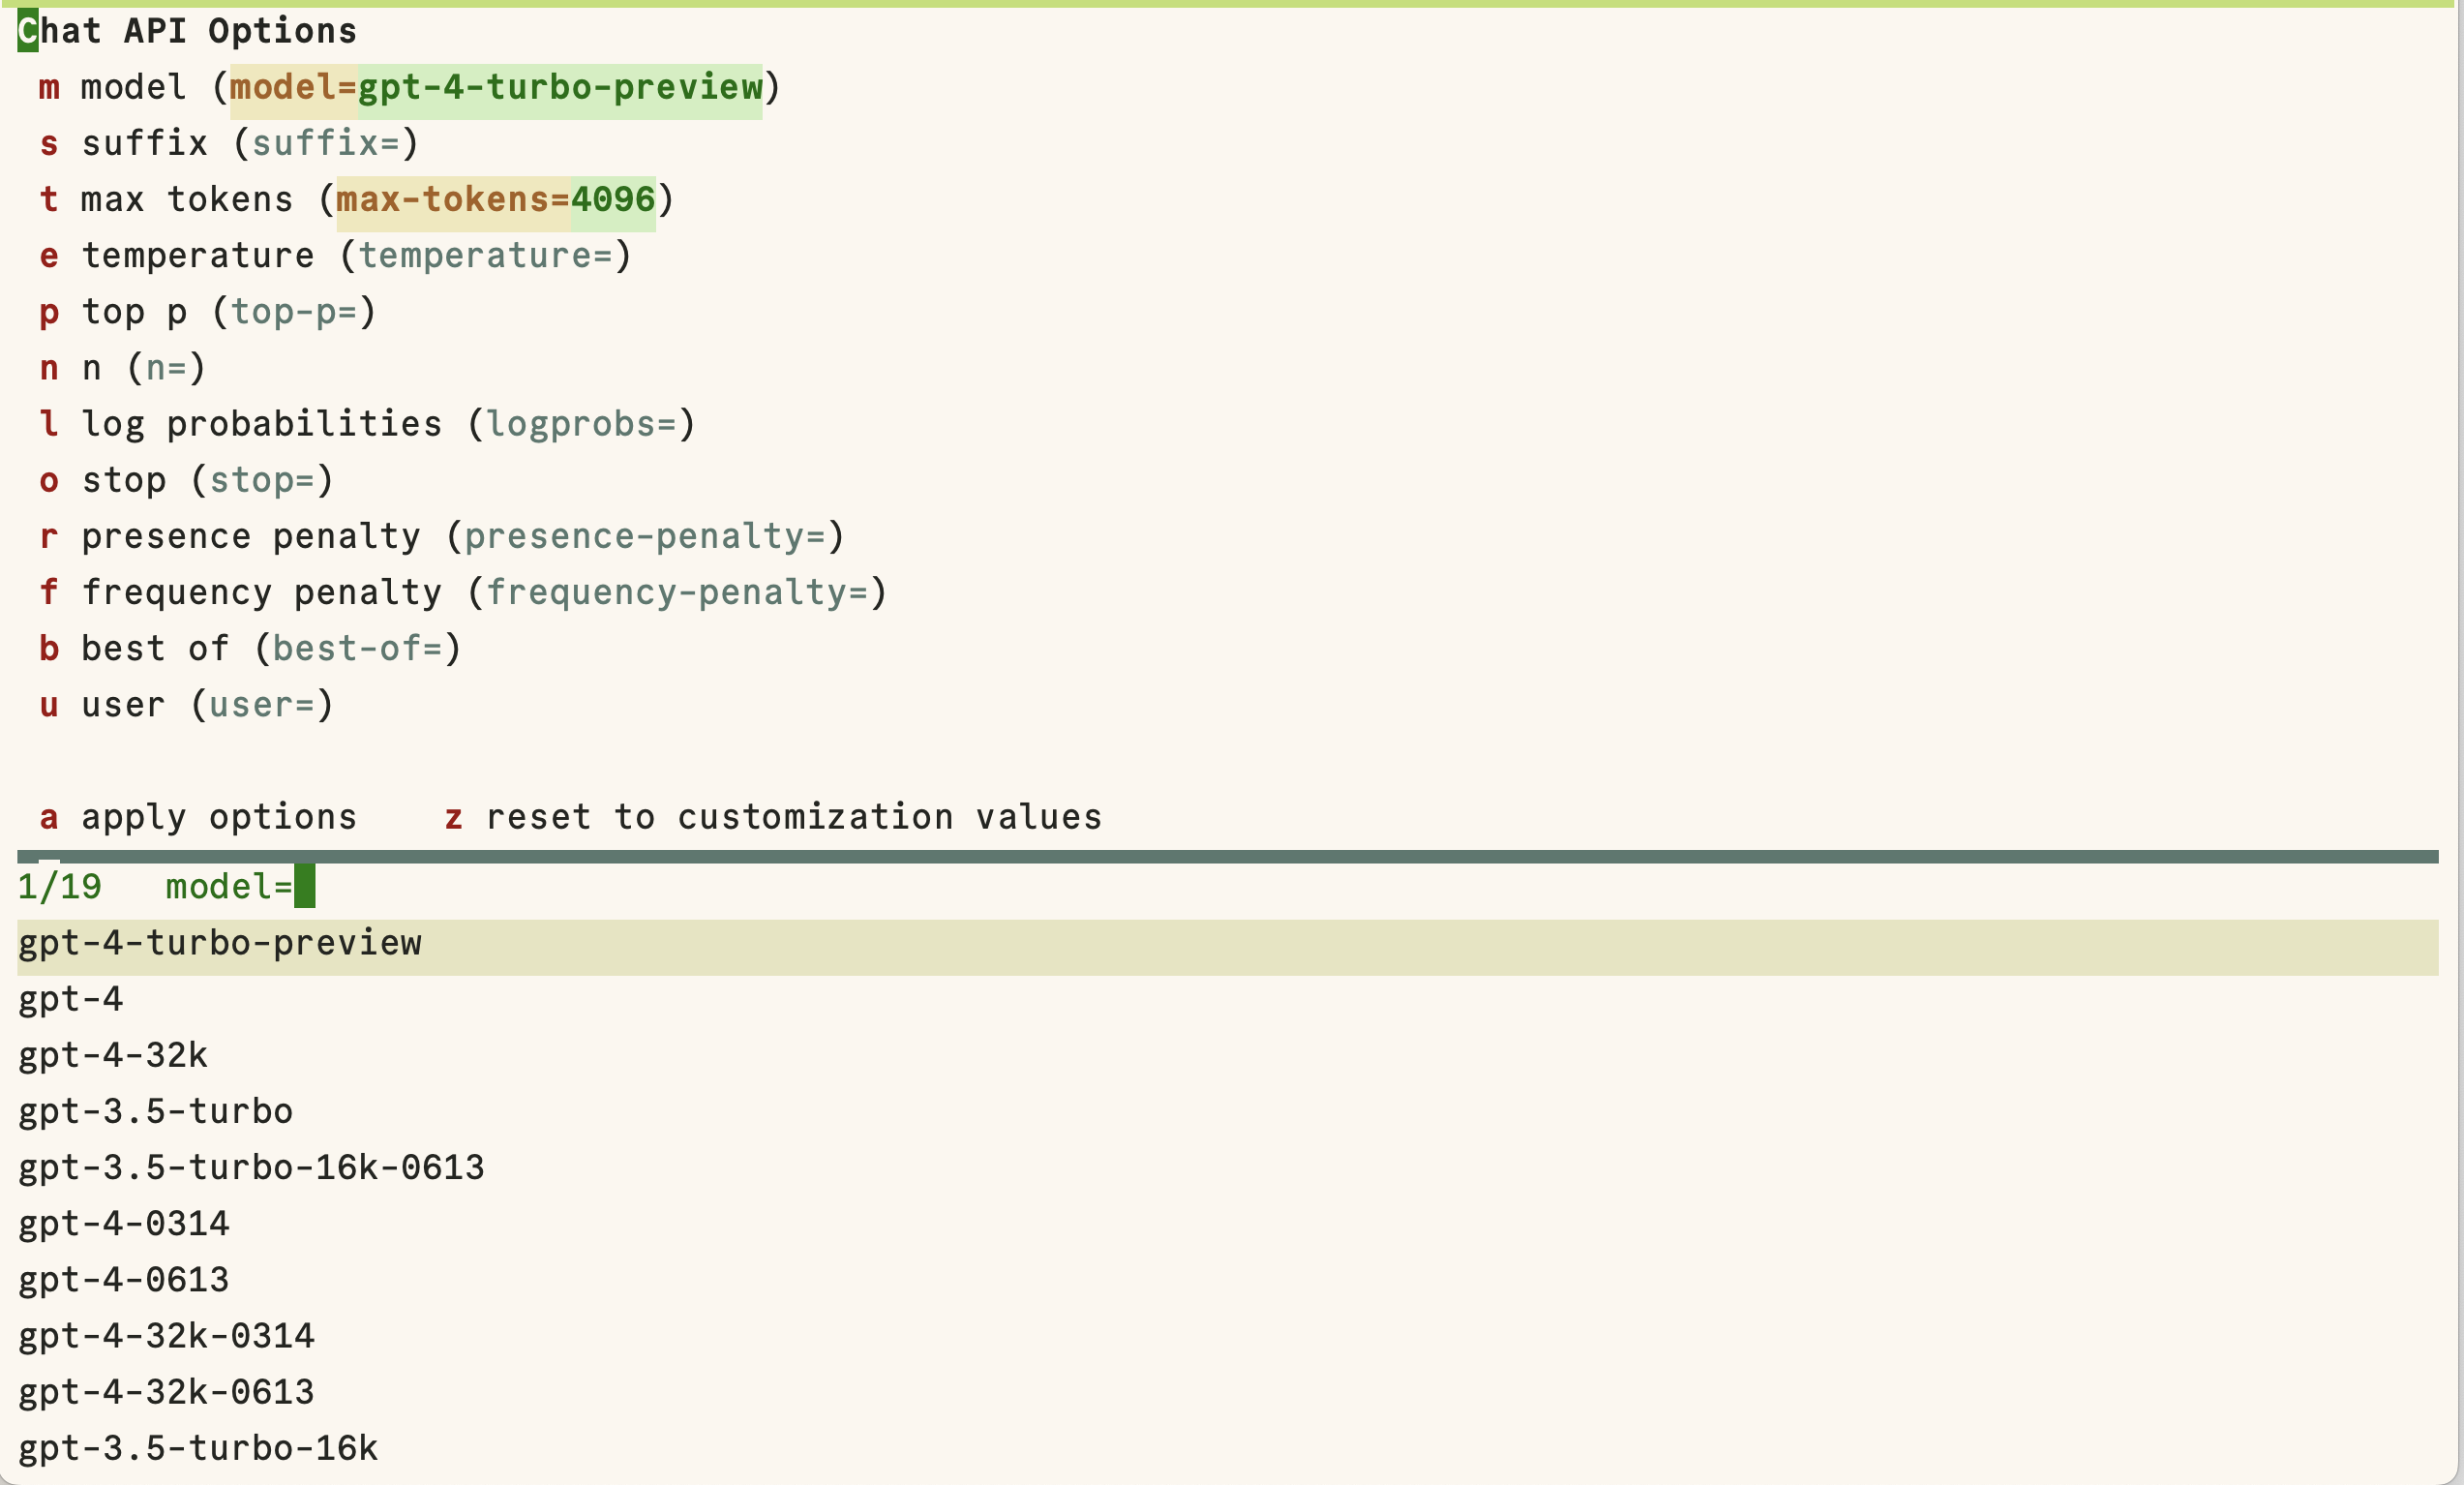 Chat API Options
m model (model=gpt-4-turbo-preview)
s suffix (suffix=)
t max tokens (max-tokens=4096)
e temperature (temperature=)
p top p (top-p=)
n n (n=)
l log probabilities (logprobs=)
o stop (stop=)
r presence penalty (presence-penalty=)
f frequency penalty (frequency-penalty=)
b best of (best-of=)
u user (user=)
a apply options    z reset to customization values
1/19   model=
gpt-4-turbo-preview
gpt-4
gpt-4-32k
gpt-3.5-turbo
gpt-3.5-turbo-16k-0613
gpt-4-0314
gpt-4-0613
gpt-4-32k-0314
gpt-4-32k-0613
gpt-3.5-turbo-16k